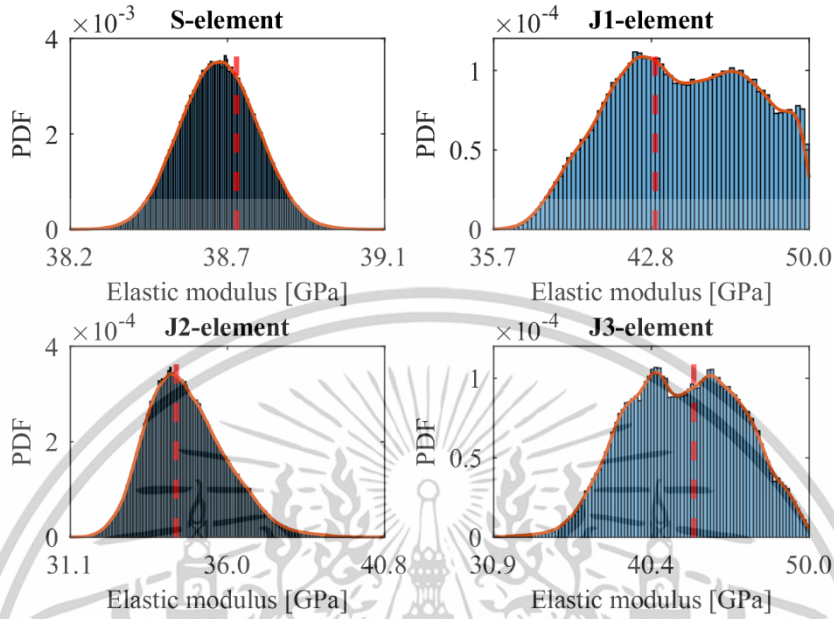 S-element
×10⁻³
4
2
0
PDF
38.2 38.7 39.1
Elastic modulus [GPa]
J1-element
×10⁻⁴
1
0.5
0
PDF
35.7 42.8 50.0
Elastic modulus [GPa]
J2-element
×10⁻⁴
4
2
0
PDF
31.1 36.0 40.8
Elastic modulus [GPa]
J3-element
×10⁻⁴
1
0.5
0
PDF
30.9 40.4 50.0
Elastic modulus [GPa]